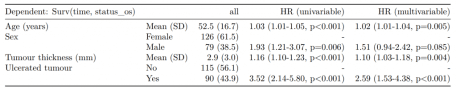 Dependent: Surv(time, status_os) all HR (univariable) HR (multivariable)
Age (years) Mean (SD) 52.5 (16.7) 1.03 (1.01-1.05, p<0.001) 1.02 (1.01-1.04, p=0.005)
Sex Female 126 (61.5) - -
Male 79 (38.5) 1.93 (1.21-3.07, p=0.006) 1.51 (0.94-2.42, p=0.085)
Tumour thickness (mm) Mean (SD) 2.9 (3.0) 1.16 (1.10-1.23, p<0.001) 1.10 (1.03-1.18, p=0.004)
Ulcerated tumour No 115 (56.1) - -
Yes 90 (43.9) 3.52 (2.14-5.80, p<0.001) 2.59 (1.53-4.38, p<0.001)